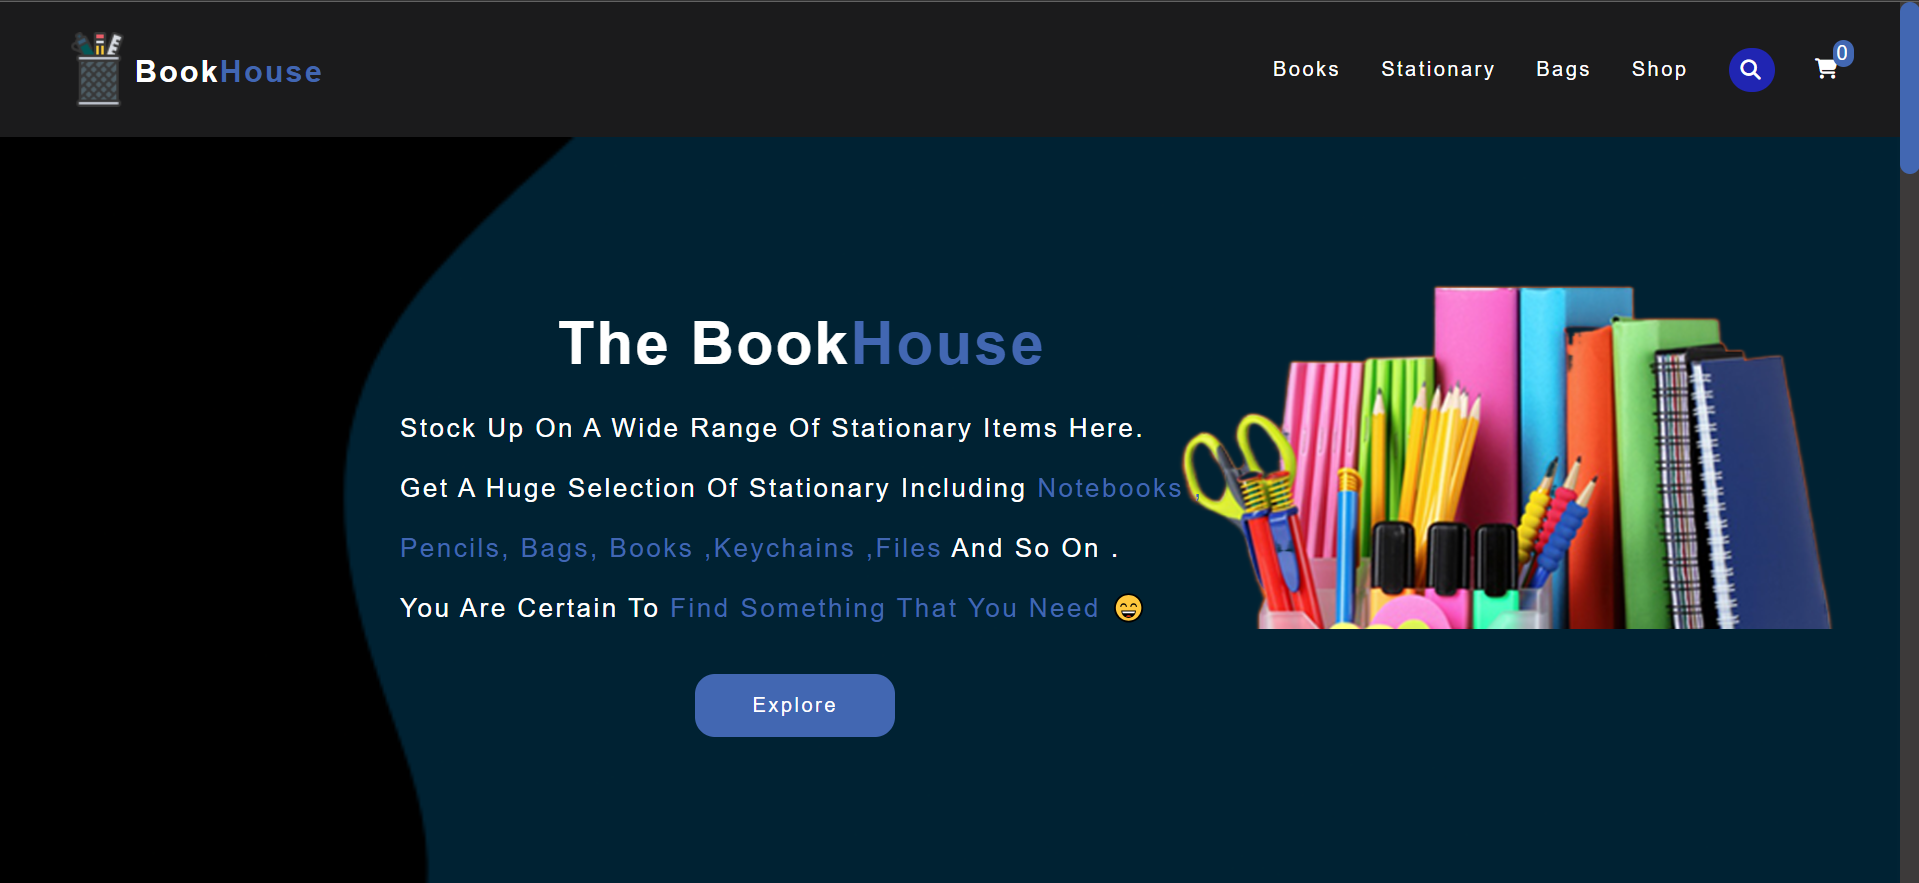 BookHouse
Books Stationary Bags Shop 0
The BookHouse
Stock Up On A Wide Range Of Stationary Items Here.
Get A Huge Selection Of Stationary Including Notebooks ,
Pencils, Bags, Books ,Keychains ,Files And So On .
You Are Certain To Find Something That You Need 😄
Explore